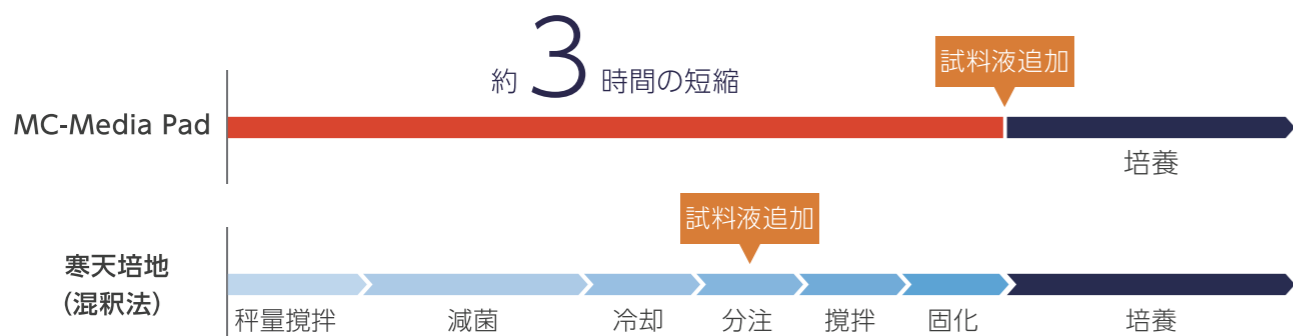 約 3 時間の短縮
試料液追加
MC-Media Pad
培養
試料液追加
寒天培地
（混釈法）
秤量撹拌
減菌
冷却
分注
撹拌
固化
培養